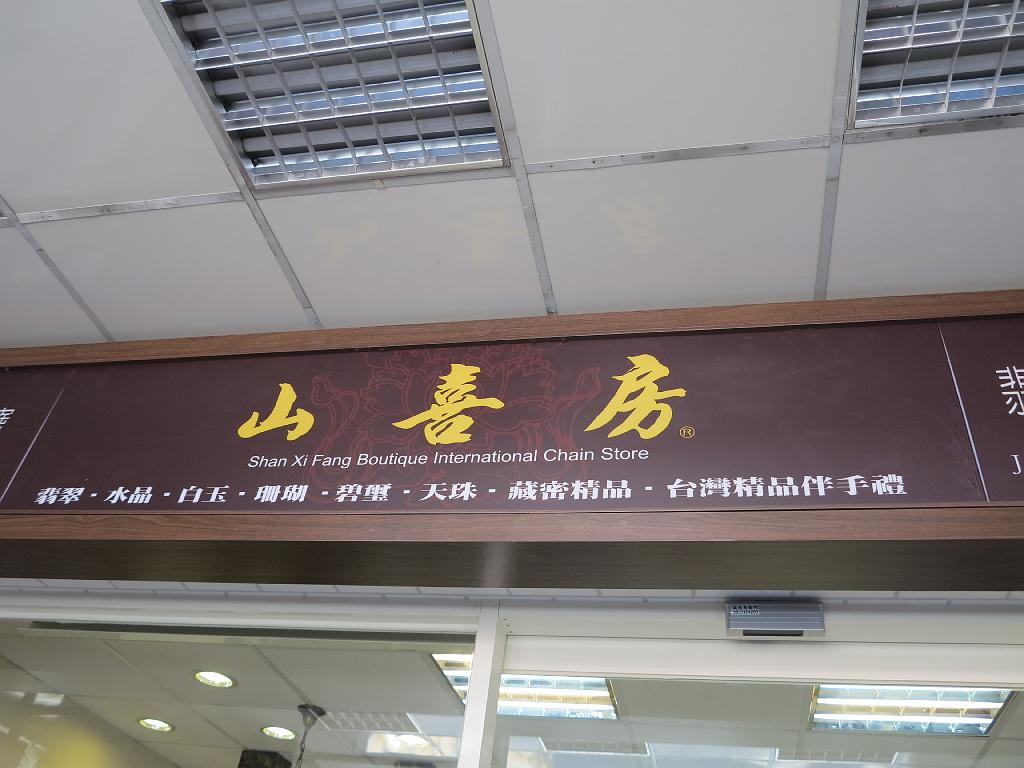 山喜房®
Shan Xi Fang Boutique International Chain Store
翡翠·水晶·白玉·珊瑚·碧璽·天珠·藏密精品·台灣精品伴手禮
翡
J